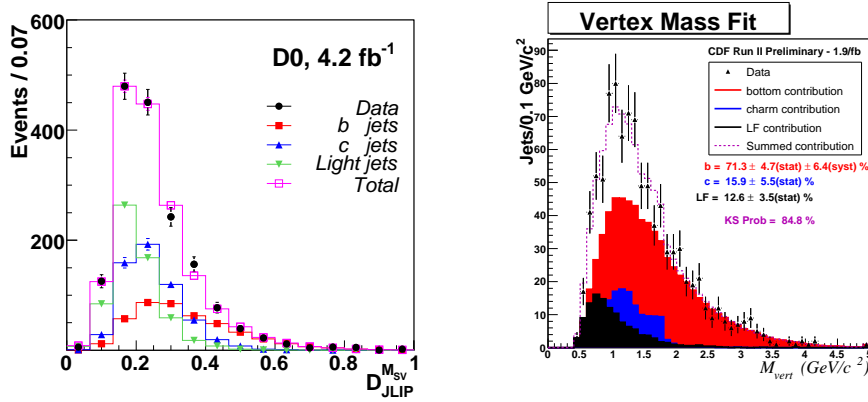 600
400
200
0
0
0.2
0.4
0.6
0.8
1
Events / 0.07
D0, 4.2 fb-1
Data
b jets
c jets
Light jets
Total
D JLIP MSV
Vertex Mass Fit
CDF Run II Preliminary - 1.9/fb
Data
bottom contribution
charm contribution
LF contribution
Summed contribution
b = 71.3 ± 4.7(stat) ± 6.4(syst) %
c = 15.9 ± 5.5(stat) %
LF = 12.6 ± 3.5(stat) %
KS Prob = 84.8 %
Jets/0.1 GeV/c2
90
80
70
60
50
40
30
20
10
0
0
0.5
1
1.5
2
2.5
3
3.5
4
4.5
5
Mvert (GeV/c2)